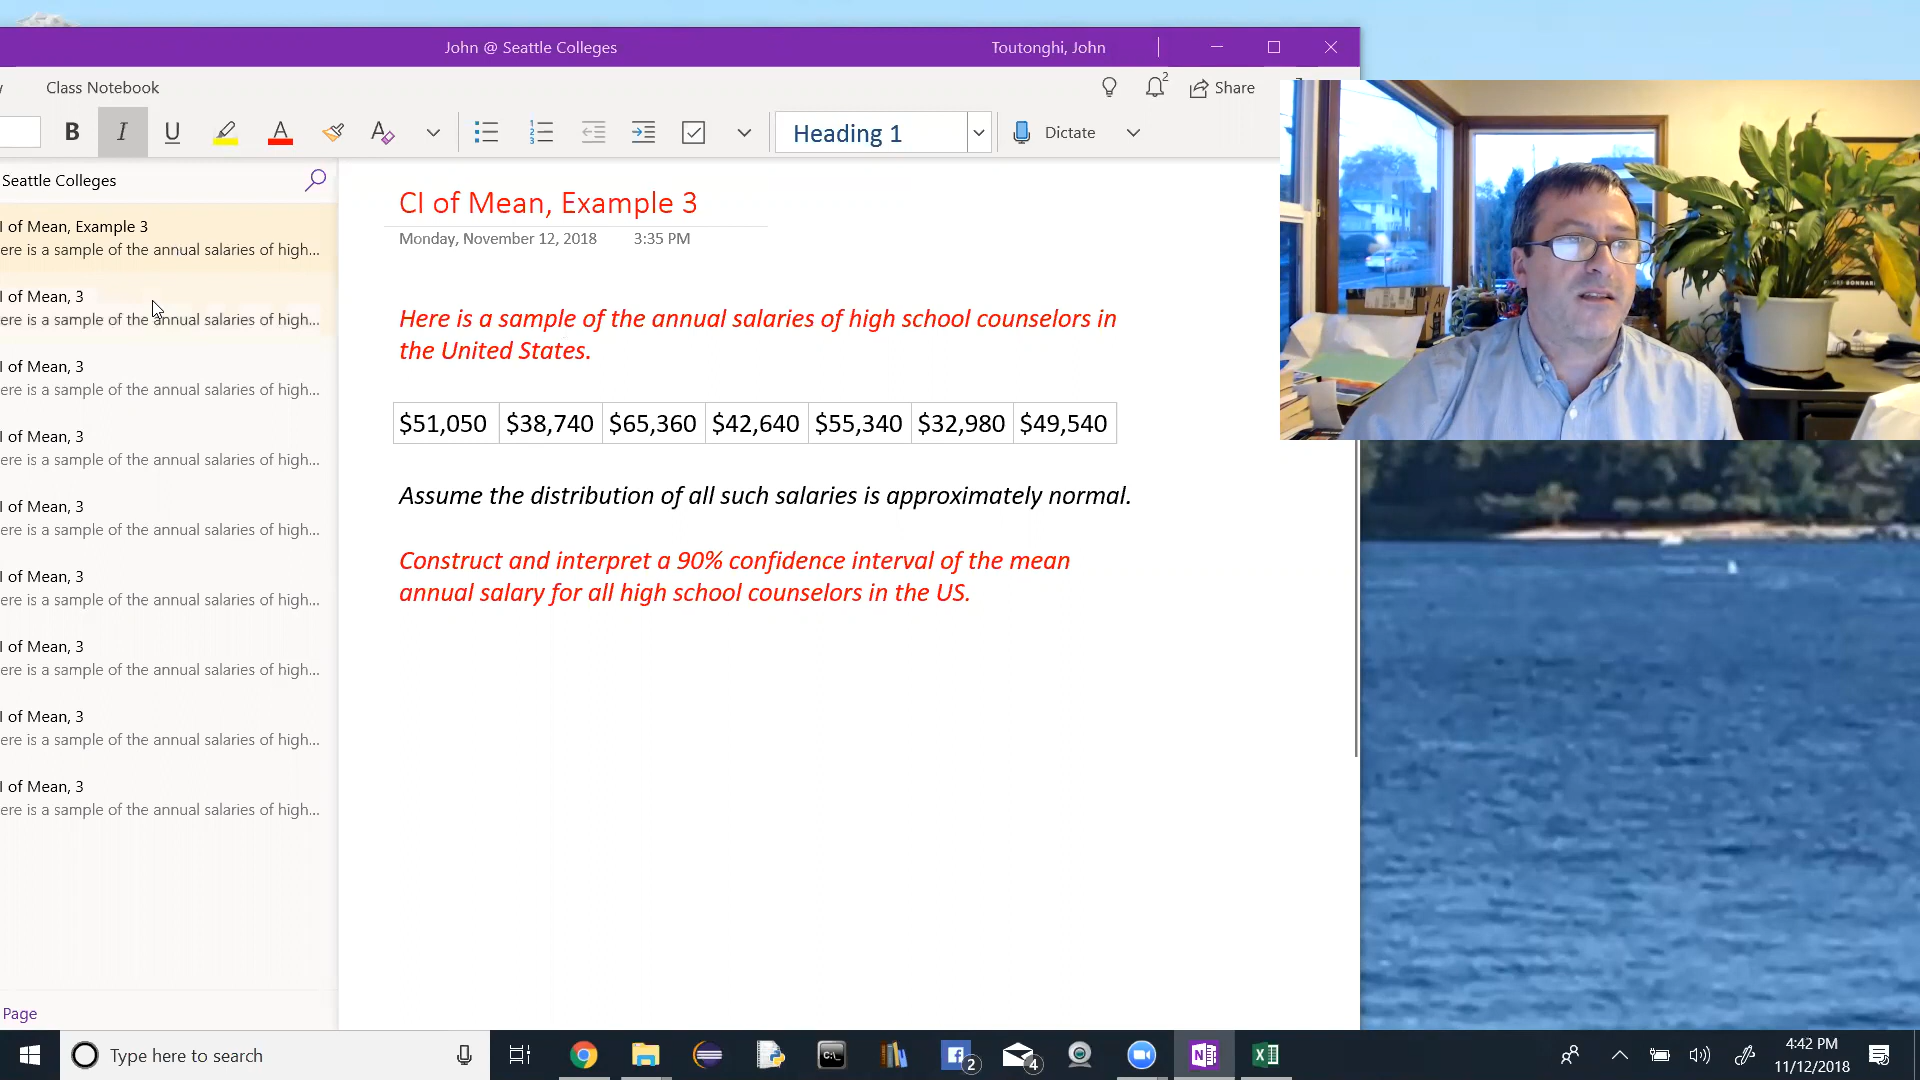 John @ Seattle Colleges
Toutonghi, John
Class Notebook
2
Share
B I U A A
Heading 1
Dictate
Seattle Colleges
I of Mean, Example 3
ere is a sample of the annual salaries of high...
I of Mean, 3
ere is a sample of the annual salaries of high...
I of Mean, 3
ere is a sample of the annual salaries of high...
I of Mean, 3
ere is a sample of the annual salaries of high...
I of Mean, 3
ere is a sample of the annual salaries of high...
I of Mean, 3
ere is a sample of the annual salaries of high...
I of Mean, 3
ere is a sample of the annual salaries of high...
I of Mean, 3
ere is a sample of the annual salaries of high...
I of Mean, 3
ere is a sample of the annual salaries of high...
Page
CI of Mean, Example 3
Monday, November 12, 2018 3:35 PM
Here is a sample of the annual salaries of high school counselors in
the United States.
$51,050 $38,740 $65,360 $42,640 $55,340 $32,980 $49,540
Assume the distribution of all such salaries is approximately normal.
Construct and interpret a 90% confidence interval of the mean
annual salary for all high school counselors in the US.
Type here to search
2
4
4:42 PM
11/12/2018